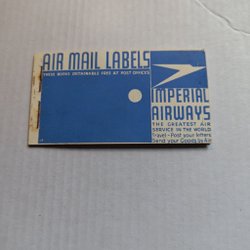 AIR MAIL LABELS
THESE BOOKS OBTAINABLE FREE AT POST OFFICES
IMPERIAL
AIRWAYS
THE GREATEST AIR
SERVICE IN THE WORLD
Travel - Post your letters
Send your Goods by Air